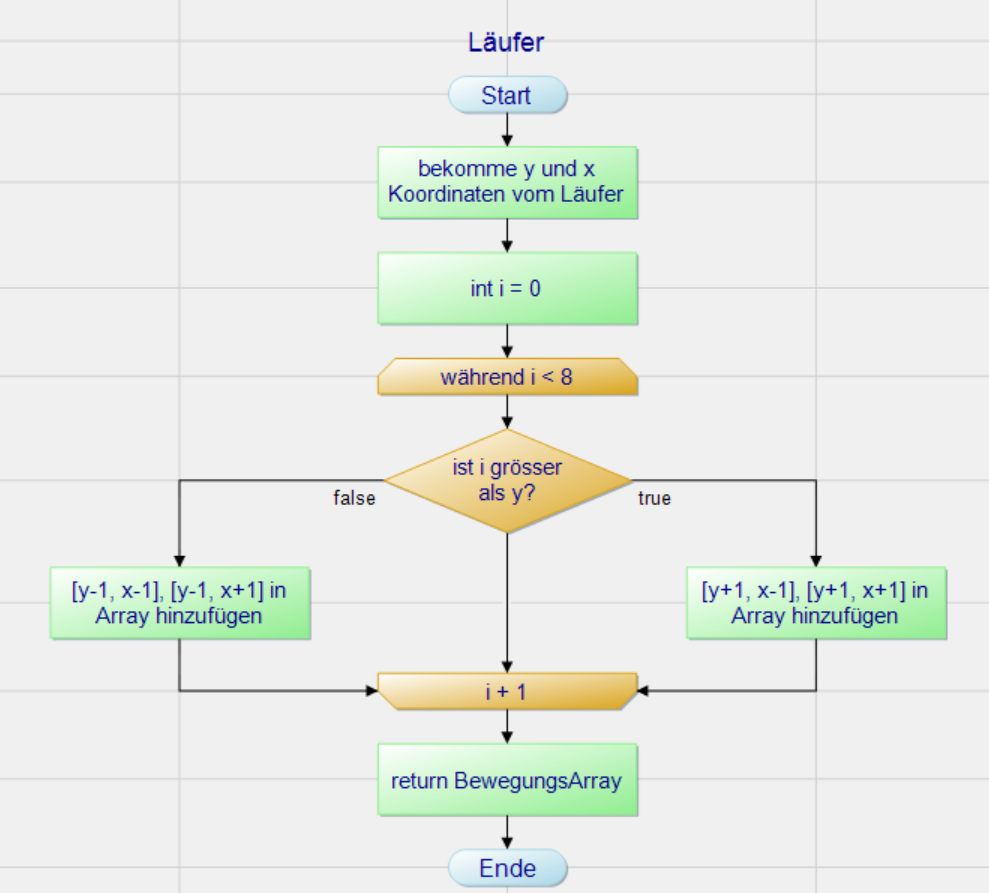 Läufer
Start
bekomme y und x
Koordinaten vom Läufer
int i = 0
während i < 8
ist i grösser
als y?
false
true
[y-1, x-1], [y-1, x+1] in
Array hinzufügen
[y+1, x-1], [y+1, x+1] in
Array hinzufügen
i + 1
return BewegungsArray
Ende